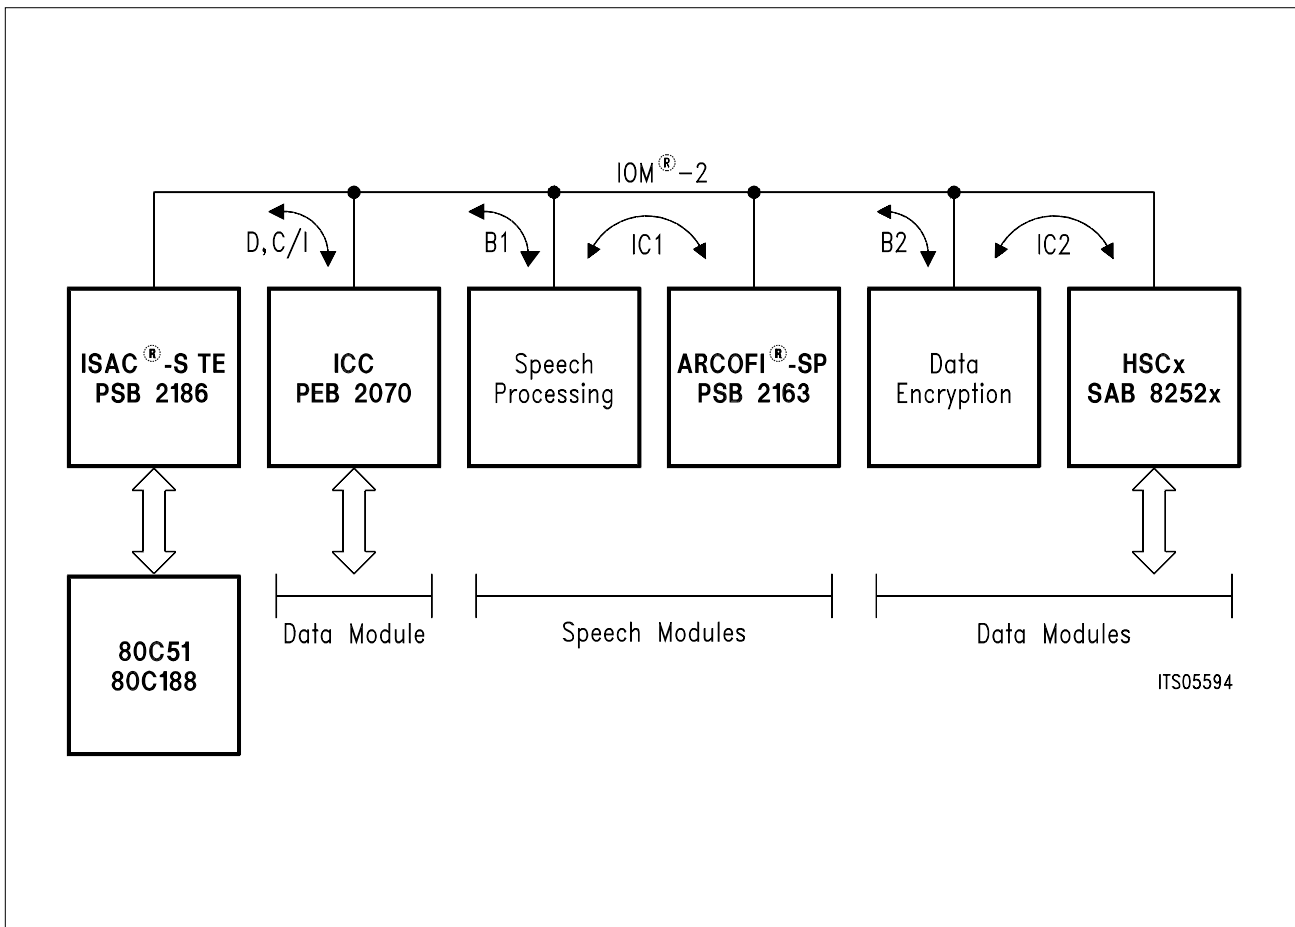 IOM®-2
D, C/I
B1
IC1
B2
IC2
ISAC®-S TE
PSB 2186
ICC
PEB 2070
Speech
Processing
ARCOFI®-SP
PSB 2163
Data
Encryption
HSCx
SAB 8252x
80C51
80C188
Data Module
Speech Modules
Data Modules
ITS05594